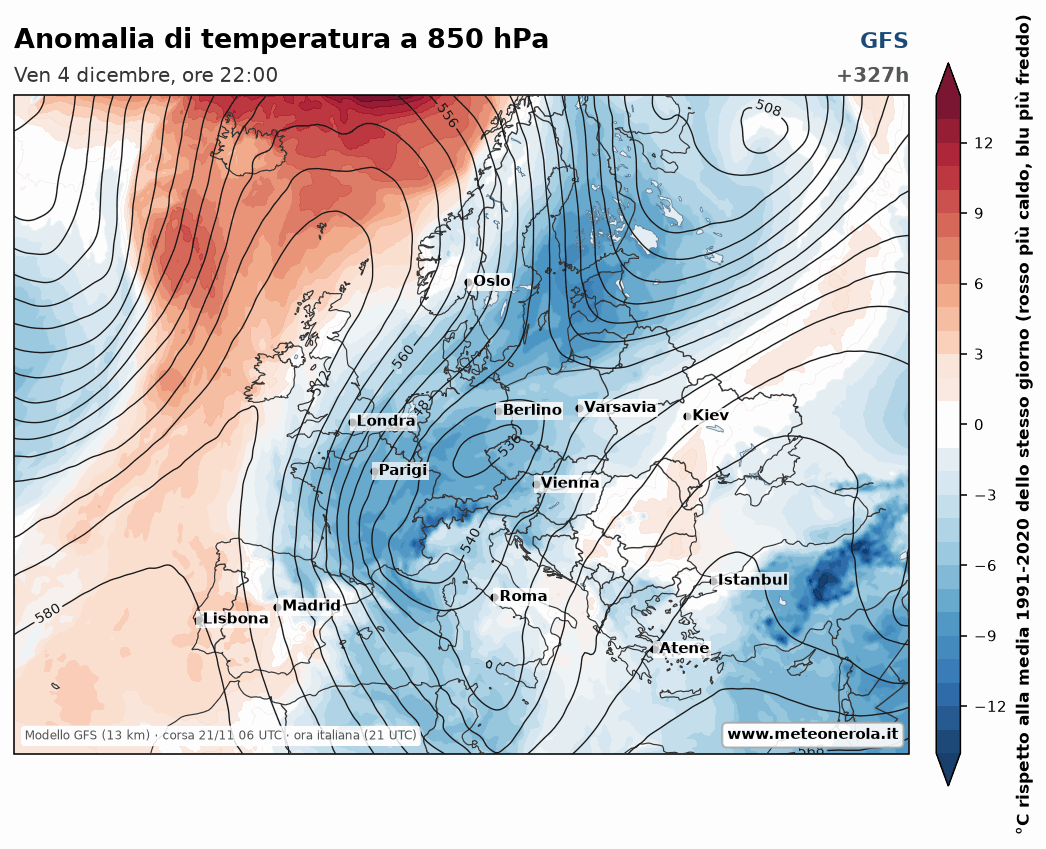 Anomalia di temperatura a 850 hPa
GFS
Ven 4 dicembre, ore 22:00
+327h
508
556
Oslo
560
512
548
Londra
Berlino
Varsavia
Kiev
536
Parigi
Vienna
540
Istanbul
580
Madrid
Roma
Lisbona
Atene
Modello GFS (13 km) · corsa 21/11 06 UTC · ora italiana (21 UTC)
www.meteonerola.it
12
9
6
3
0
−3
−6
−9
−12
°C rispetto alla media 1991-2020 dello stesso giorno (rosso più caldo, blu più freddo)